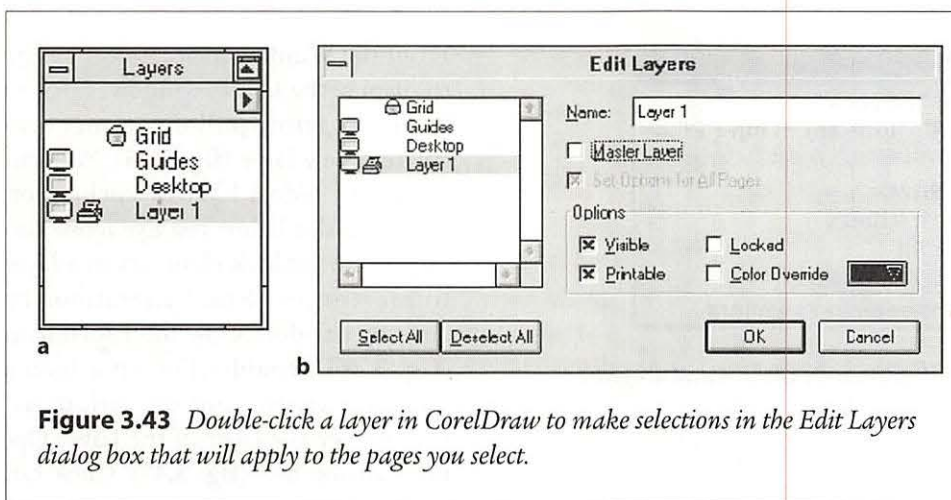 Layers
Grid
Guides
Desktop
Layer 1
a
Edit Layers
Grid
Guides
Desktop
Layer 1
Name: Layer 1
Master Layer
Set Options for All Pages
Options
Visible
Locked
Printable
Color Override
Select All
Deselect All
OK
Cancel
b
Figure 3.43 Double-click a layer in CorelDraw to make selections in the Edit Layers
dialog box that will apply to the pages you select.